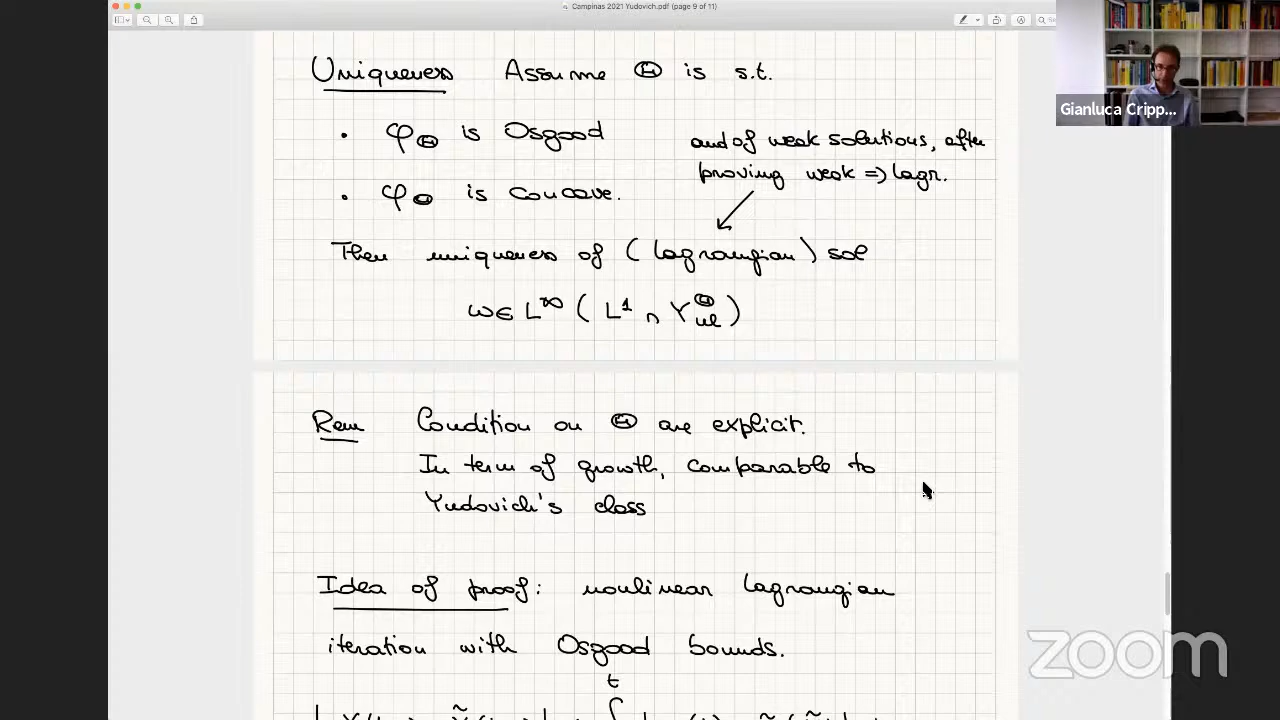 Campinas 2021 Yudovich.pdf (page 9 of 11)
Gianluca Cripp...
Uniqueness Assume Θ is s.t.
• φ_Θ is Osgood
and of weak solutions, after
proving weak => lagr.
• φ_Θ is concave.
Then uniqueness of (lagrangian) sol
ω ∈ L^∞ ( L^1 ∩ Y_ul^Θ )
Rem Condition on Θ are explicit.
In term of growth, comparable to
Yudovich's class
Idea of proof: nonlinear Lagrangian
iteration with Osgood bounds.
t
zoom